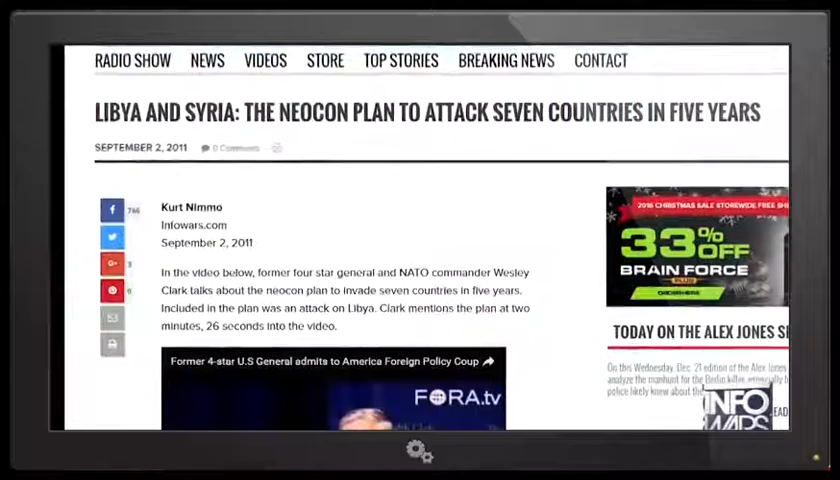 RADIO SHOW NEWS VIDEOS STORE TOP STORIES BREAKING NEWS CONTACT
LIBYA AND SYRIA: THE NEOCON PLAN TO ATTACK SEVEN COUNTRIES IN FIVE YEARS
SEPTEMBER 2, 2011 0 Comments
Kurt Nimmo
Infowars.com
September 2, 2011
In the video below, former four star general and NATO commander Wesley
Clark talks about the neocon plan to invade seven countries in five years.
Included in the plan was an attack on Libya. Clark mentions the plan at two
minutes, 26 seconds into the video.
Former 4-star U.S General admits to America Foreign Policy Coup
FORA.tv
2016 CHRISTMAS SALE STOREWIDE FREE SHI
33% OFF
BRAIN FORCE
PLUS
ORDER HERE
TODAY ON THE ALEX JONES S
On this Wednesday, Dec. 21 edition of the Alex Jones
analyze the manhunt for the Berlin killer, especially
police likely knew about
INFO
WARS